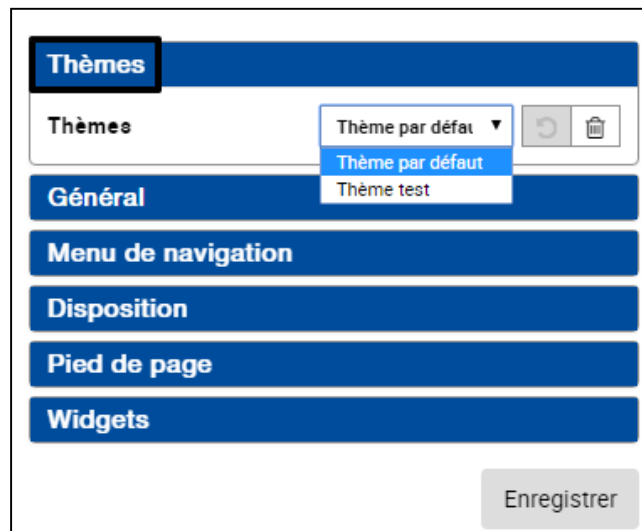 Thèmes
Thèmes Thème par défau
Thème par défaut
Thème test
Général
Menu de navigation
Disposition
Pied de page
Widgets
Enregistrer